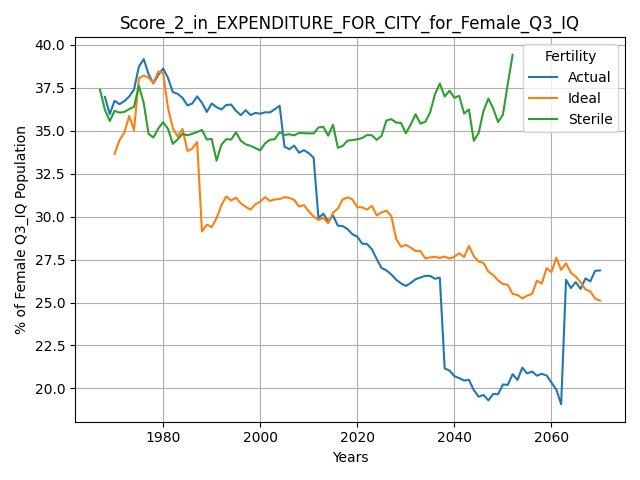 Score_2_in_EXPENDITURE_FOR_CITY_for_Female_Q3_IQ
% of Female Q3_IQ Population
40.0
37.5
35.0
32.5
30.0
27.5
25.0
22.5
20.0
Fertility
Actual
Ideal
Sterile
1980 2000 2020 2040 2060
Years